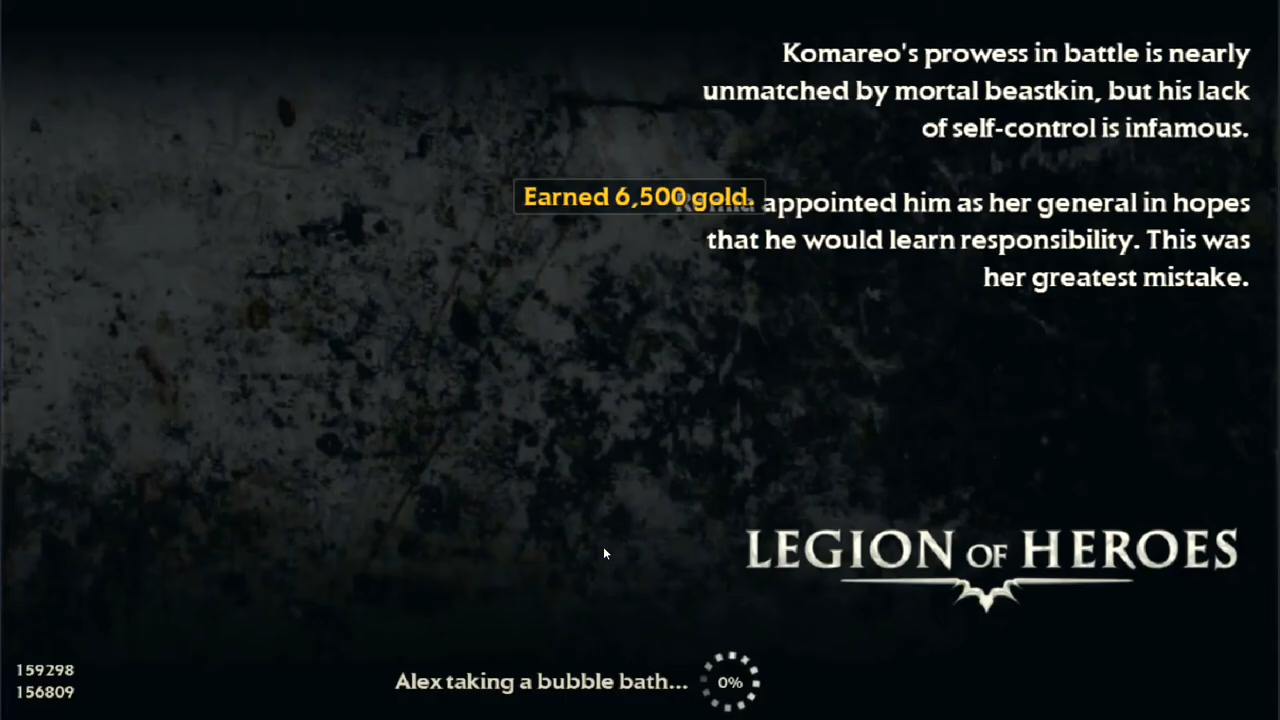 Komareo's prowess in battle is nearly
unmatched by mortal beastkin, but his lack
of self-control is infamous.
Earned 6,500 gold.
appointed him as her general in hopes
that he would learn responsibility. This was
her greatest mistake.
LEGION OF HEROES
159298
156809
Alex taking a bubble bath...
0%